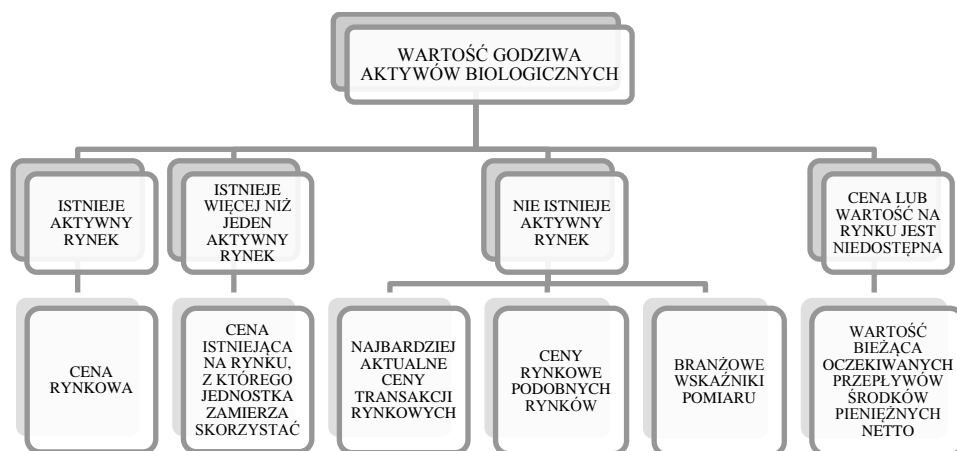 WARTOŚĆ GODZIWA
AKTYWÓW BIOLOGICZNYCH
ISTNIEJE
AKTYWNY
RYNEK
ISTNIEJE
WIĘCEJ NIŻ
JEDEN
AKTYWNY
RYNEK
NIE ISTNIEJE
AKTYWNY
RYNEK
CENA LUB
WARTOŚĆ NA
RYNKU JEST
NIEDOSTĘPNA
CENA
RYNKOWA
CENA
ISTNIEJĄCA
NA RYNKU,
Z KTÓREGO
JEDNOSTKA
ZAMIERZA
SKORZYSTAĆ
NAJBARDZIEJ
AKTUALNE
CENY
TRANSAKCJI
RYNKOWYCH
CENY
RYNKOWE
PODOBNYCH
RYNKÓW
BRANŻOWE
WSKAŹNIKI
POMIARU
WARTOŚĆ
BIEŻĄCA
OCZEKIWANYCH
PRZEPŁYWÓW
ŚRODKÓW
PIENIĘŻNYCH
NETTO